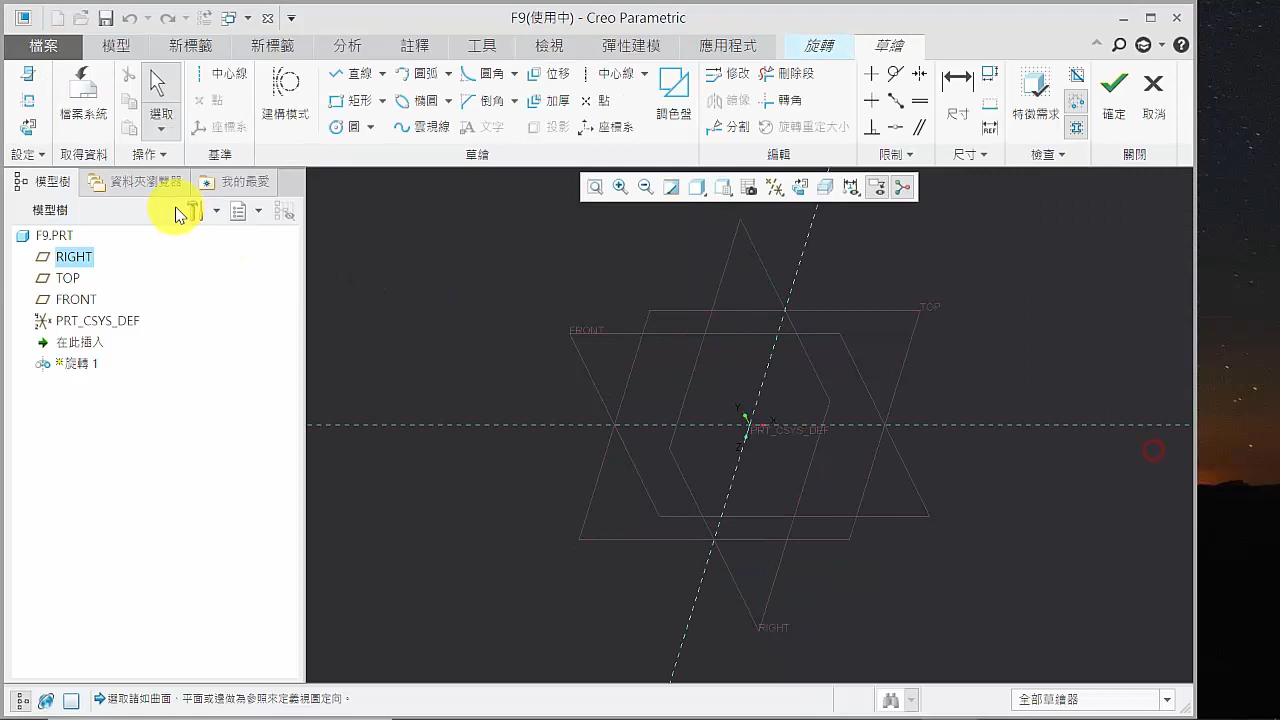 F9(使用中) - Creo Parametric
檔案 模型 新標籤 新標籤 分析 註釋 工具 檢視 彈性建模 應用程式 旋轉 草繪
中心線 直線 圓弧 圓角 位移 中心線 修改 刪除段
點 矩形 橢圓 倒角 加厚 點 鏡像 轉角
座標系 圓 雲規線 文字 投影 座標系 分割 旋轉重定大小
檔案系統 選取 建構模式 調色盤 尺寸 特徵需求 確定 取消
REF
設定 取得資料 操作 基準 草繪 編輯 限制 尺寸 檢查 關閉
模型樹 資料夾瀏覽器 我的最愛
模型樹
F9.PRT
RIGHT
TOP
FRONT
PRT_CSYS_DEF
在此插入
旋轉 1
TOP
FRONT
Y
X
PRT_CSYS_DEF
Z
RIGHT
選取諸如曲面、平面或邊做為參照來定義視圖定向。
全部草繪器